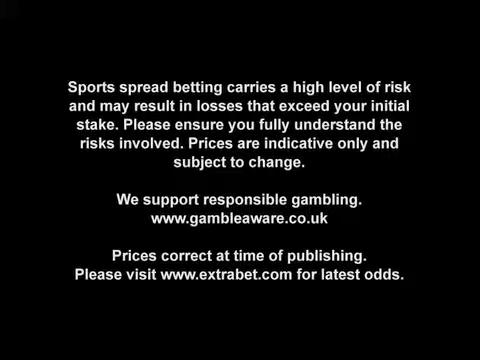 Sports spread betting carries a high level of risk
and may result in losses that exceed your initial
stake. Please ensure you fully understand the
risks involved. Prices are indicative only and
subject to change.
We support responsible gambling.
www.gambleaware.co.uk
Prices correct at time of publishing.
Please visit www.extrabet.com for latest odds.